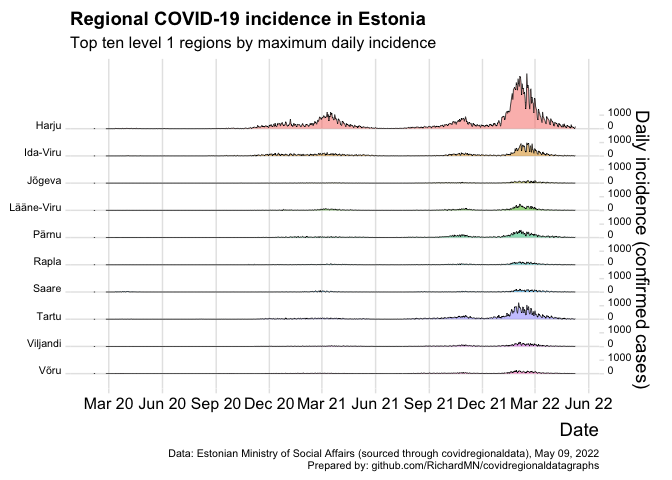 Regional COVID-19 incidence in Estonia
Top ten level 1 regions by maximum daily incidence
Harju
Ida-Viru
Jõgeva
Lääne-Viru
Pärnu
Rapla
Saare
Tartu
Viljandi
Võru
1000
0
1000
0
1000
0
1000
0
1000
0
1000
0
1000
0
1000
0
1000
0
1000
0
Daily incidence (confirmed cases)
Mar 20 Jun 20 Sep 20 Dec 20 Mar 21 Jun 21 Sep 21 Dec 21 Mar 22 Jun 22
Date
Data: Estonian Ministry of Social Affairs (sourced through covidregionaldata), May 09, 2022
Prepared by: github.com/RichardMN/covidregionaldatagraphs